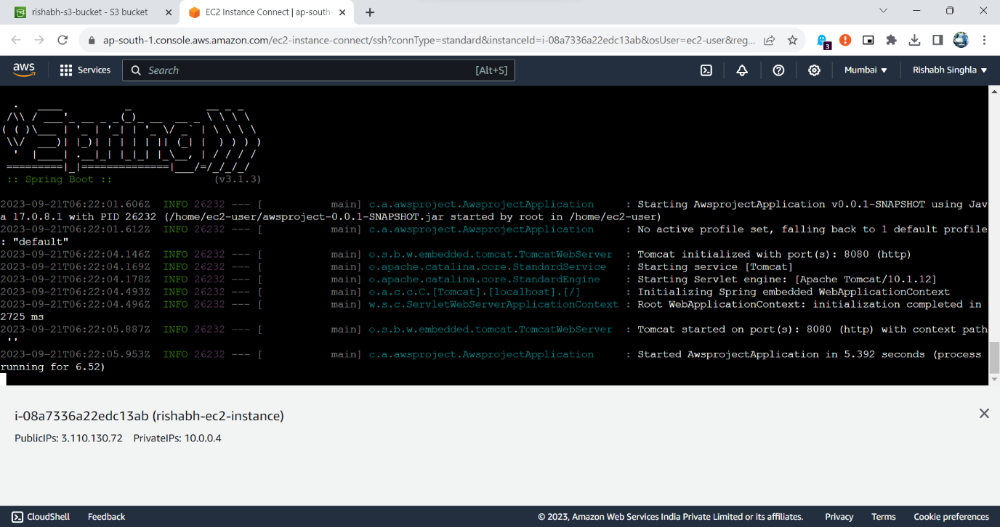 rishabh-s3-bucket - S3 bucket
EC2 Instance Connect | ap-south-
ap-south-1.console.aws.amazon.com/ec2-instance-connect/ssh?connType=standard&instanceId=i-08a7336a22edc13ab&osUser=ec2-user&reg...
3
aws
Services
Search
[Alt+S]
Mumbai
Rishabh Singhla
  .   ____          _            __ _ _
 /\\ / ___'_ __ _ _(_)_ __  __ _ \ \ \ \
( ( )\___ | '_ | '_| | '_ \/ _` | \ \ \ \
 \\/  ___)| |_)| | | | | || (_| |  ) ) ) )
  '  |____| .__|_| |_|_| |_\__, | / / / /
 =========|_|==============|___/=/_/_/_/
 :: Spring Boot ::                (v3.1.3)
2023-09-21T06:22:01.606Z  INFO 26232 --- [           main] c.a.awsproject.AwsprojectApplication     : Starting AwsprojectApplication v0.0.1-SNAPSHOT using Jav
a 17.0.8.1 with PID 26232 (/home/ec2-user/awsproject-0.0.1-SNAPSHOT.jar started by root in /home/ec2-user)
2023-09-21T06:22:01.612Z  INFO 26232 --- [           main] c.a.awsproject.AwsprojectApplication     : No active profile set, falling back to 1 default profile
: "default"
2023-09-21T06:22:04.146Z  INFO 26232 --- [           main] o.s.b.w.embedded.tomcat.TomcatWebServer  : Tomcat initialized with port(s): 8080 (http)
2023-09-21T06:22:04.169Z  INFO 26232 --- [           main] o.apache.catalina.core.StandardService   : Starting service [Tomcat]
2023-09-21T06:22:04.178Z  INFO 26232 --- [           main] o.apache.catalina.core.StandardEngine    : Starting Servlet engine: [Apache Tomcat/10.1.12]
2023-09-21T06:22:04.493Z  INFO 26232 --- [           main] o.a.c.c.C.[Tomcat].[localhost].[/]       : Initializing Spring embedded WebApplicationContext
2023-09-21T06:22:04.496Z  INFO 26232 --- [           main] w.s.c.ServletWebServerApplicationContext : Root WebApplicationContext: initialization completed in
2725 ms
2023-09-21T06:22:05.887Z  INFO 26232 --- [           main] o.s.b.w.embedded.tomcat.TomcatWebServer  : Tomcat started on port(s): 8080 (http) with context path
 ''
2023-09-21T06:22:05.953Z  INFO 26232 --- [           main] c.a.awsproject.AwsprojectApplication     : Started AwsprojectApplication in 5.392 seconds (process
running for 6.52)
i-08a7336a22edc13ab (rishabh-ec2-instance)
PublicIPs: 3.110.130.72    PrivateIPs: 10.0.0.4
CloudShell
Feedback
© 2023, Amazon Web Services India Private Limited or its affiliates.
Privacy
Terms
Cookie preferences